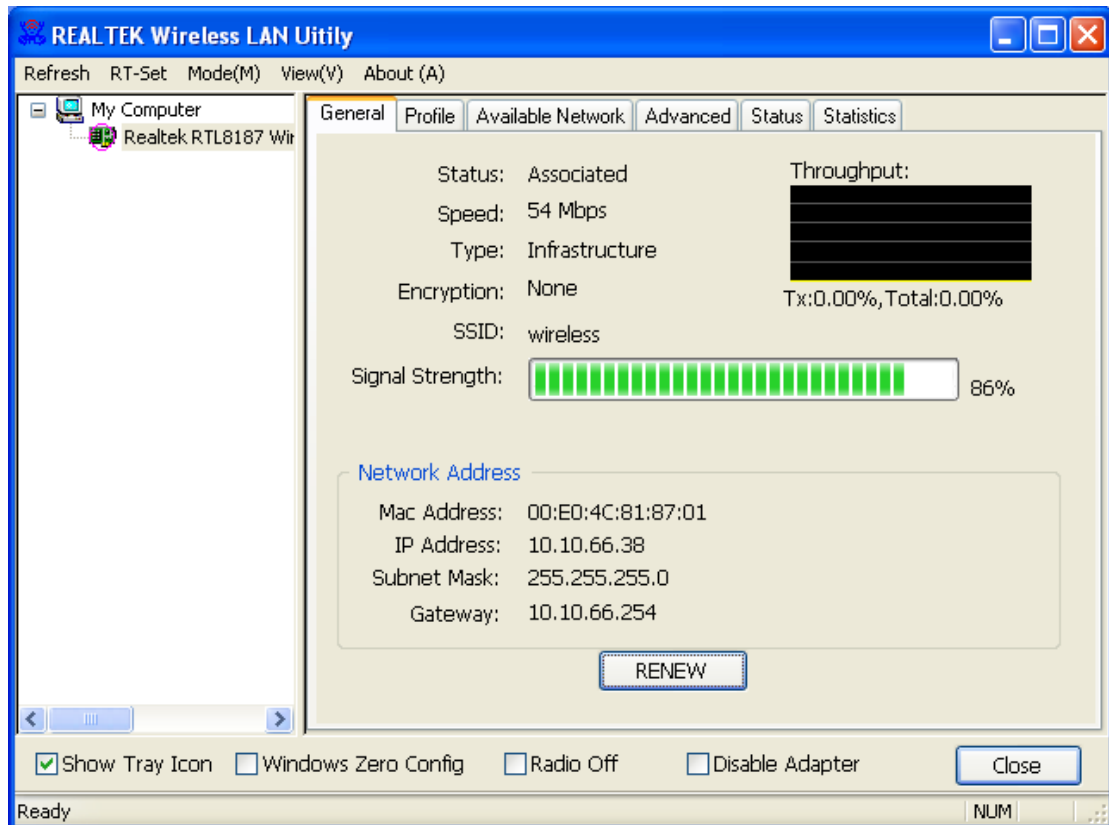 REALTEK Wireless LAN Uitily
Refresh RT-Set Mode(M) View(V) About (A)
My Computer
Realtek RTL8187 Wir
General Profile Available Network Advanced Status Statistics
Status: Associated
Speed: 54 Mbps
Type: Infrastructure
Encryption: None
SSID: wireless
Signal Strength: 86%
Throughput:
Tx:0.00%,Total:0.00%
Network Address
Mac Address: 00:E0:4C:81:87:01
IP Address: 10.10.66.38
Subnet Mask: 255.255.255.0
Gateway: 10.10.66.254
RENEW
Show Tray Icon Windows Zero Config Radio Off Disable Adapter Close
Ready NUM